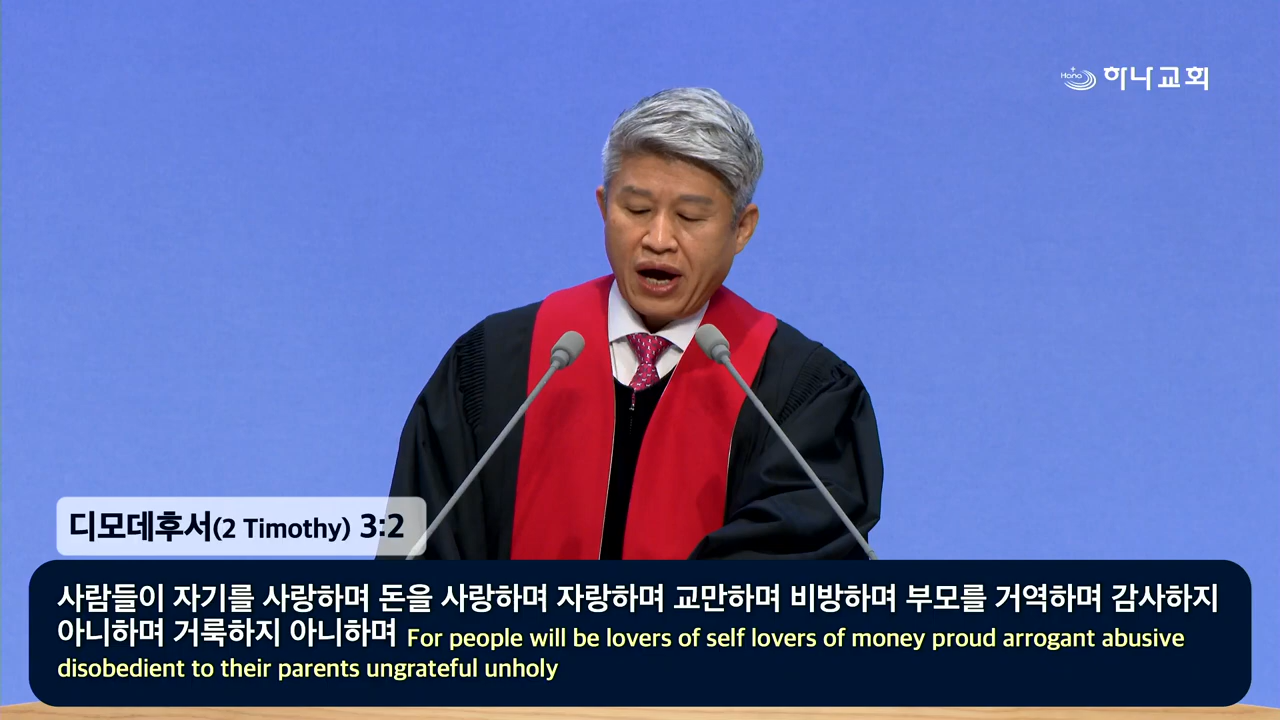 Hana 하나교회
디모데후서(2 Timothy) 3:2
사람들이 자기를 사랑하며 돈을 사랑하며 자랑하며 교만하며 비방하며 부모를 거역하며 감사하지
아니하며 거룩하지 아니하며 For people will be lovers of self lovers of money proud arrogant abusive
disobedient to their parents ungrateful unholy